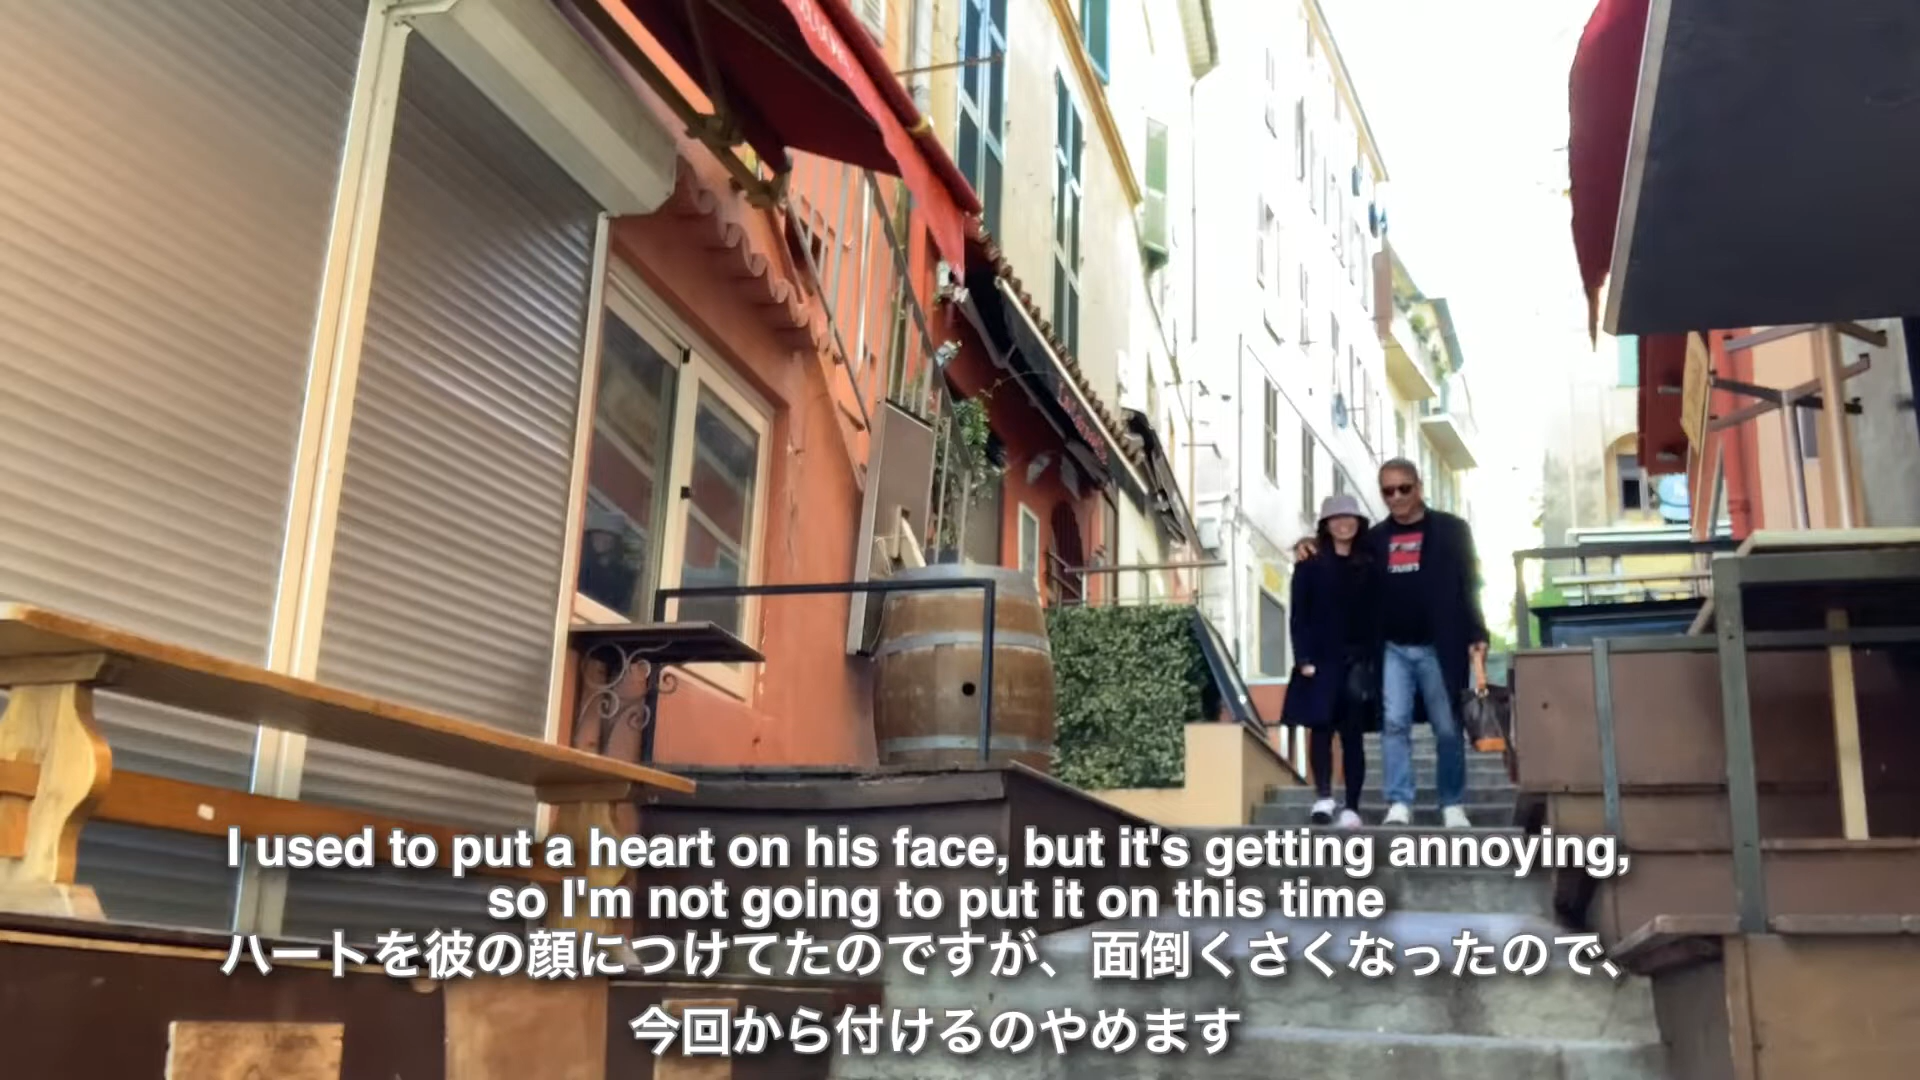 I used to put a heart on his face, but it's getting annoying,
so I'm not going to put it on this time
ハートを彼の顔につけてたのですが、面倒くさくなったので、
今回から付けるのやめます